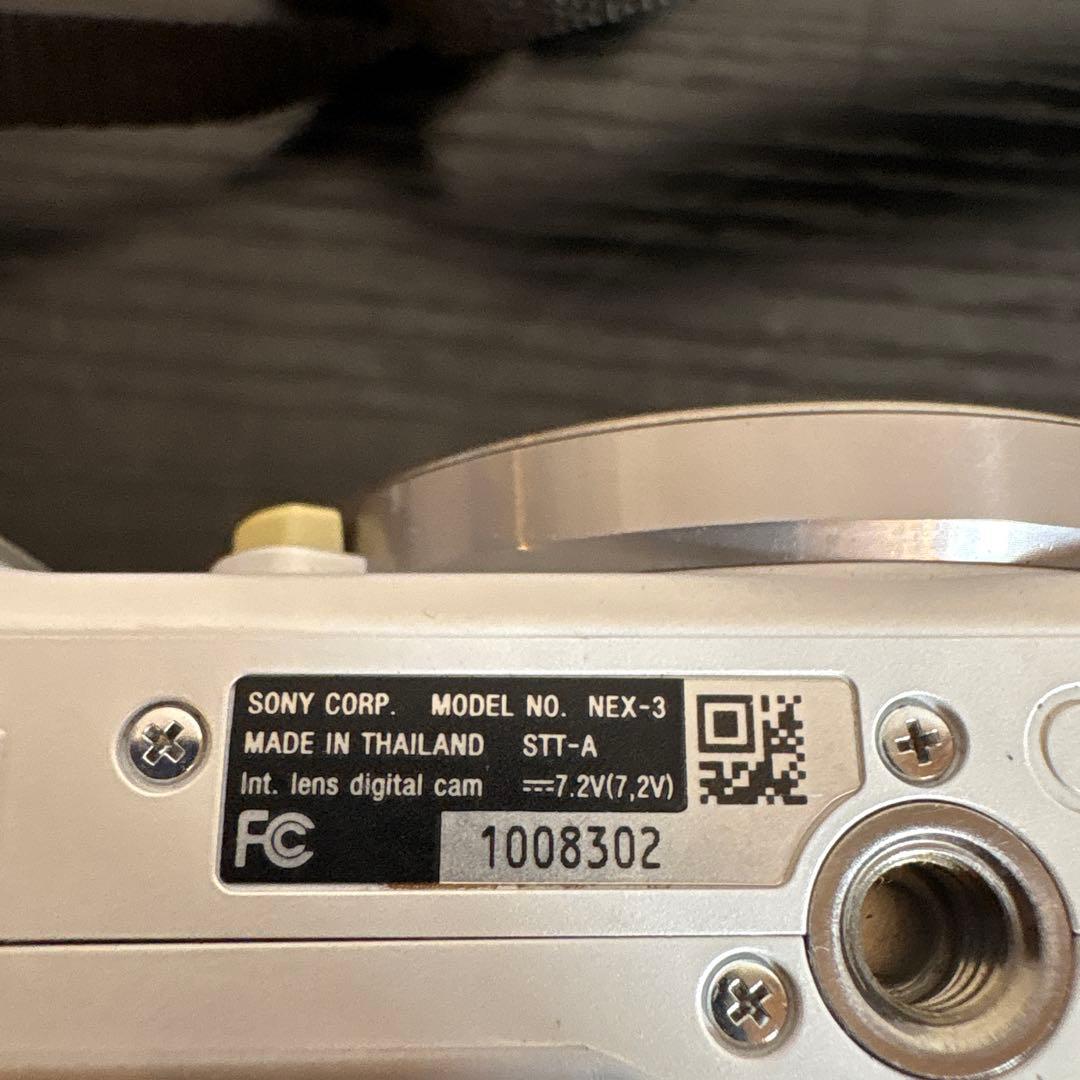 SONY CORP. MODEL NO. NEX-3
MADE IN THAILAND STT-A
Int. lens digital cam ⎓7.2V(7,2V)
FC 1008302